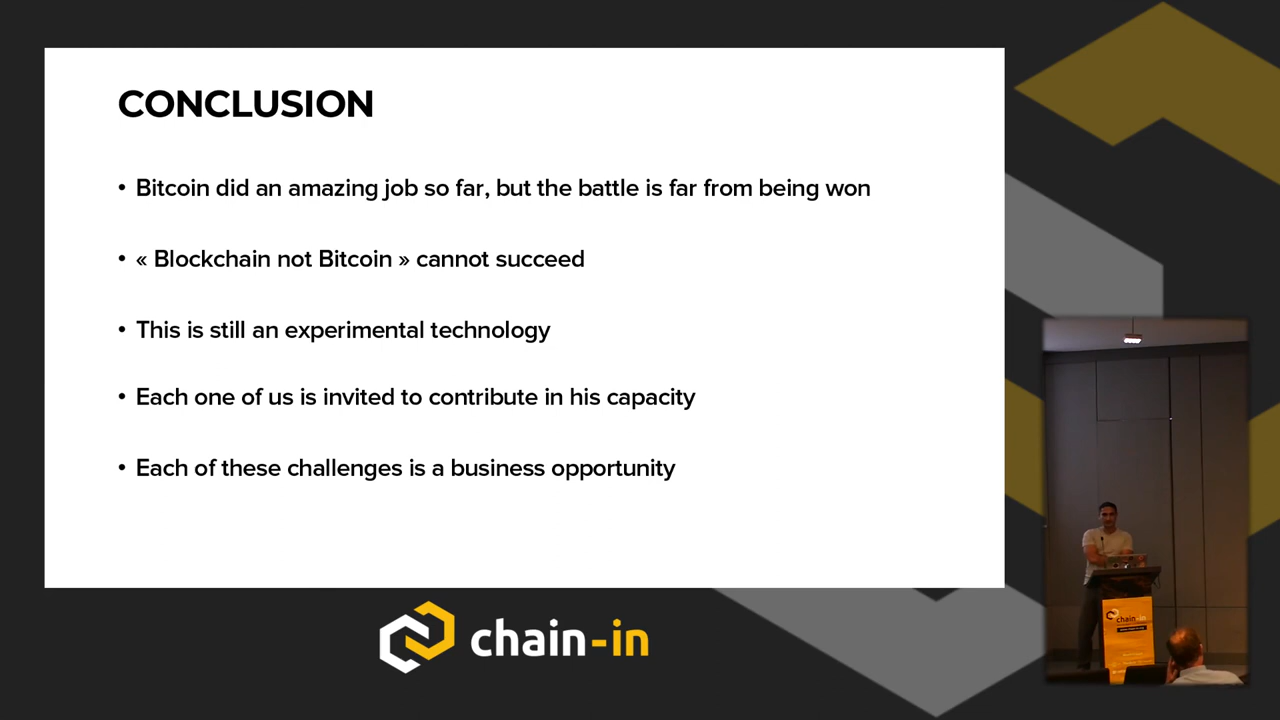 CONCLUSION
• Bitcoin did an amazing job so far, but the battle is far from being won
• « Blockchain not Bitcoin » cannot succeed
• This is still an experimental technology
• Each one of us is invited to contribute in his capacity
• Each of these challenges is a business opportunity
chain-in
chain-in